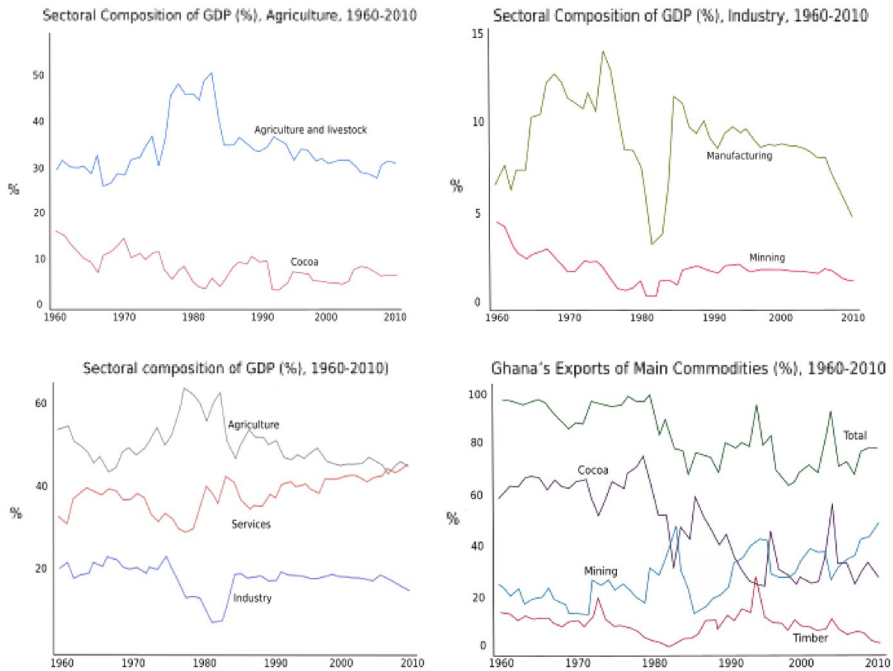 Sectoral Composition of GDP (%), Agriculture, 1960-2010
50
40
30
20
10
0
%
Agriculture and livestock
Cocoa
1960 1970 1980 1990 2000 2010
Sectoral Composition of GDP (%), Industry, 1960-2010
15
10
5
0
%
Manufacturing
Minning
1960 1970 1980 1990 2000 2010
Sectoral composition of GDP (%), 1960-2010)
60
40
20
%
Agriculture
Services
Industry
1960 1970 1980 1990 2000 2010
Ghana's Exports of Main Commodities (%), 1960-2010
100
80
60
40
20
0
%
Total
Cocoa
Mining
Timber
1960 1970 1980 1990 2000 2010